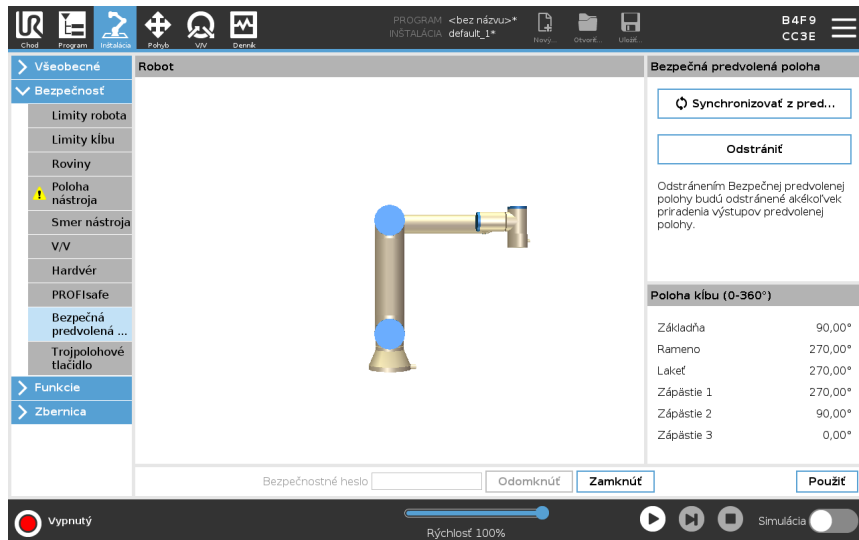 PROGRAM <bez názvu>*
INŠTALÁCIA default_1*
B4F9
CC3E
Chod
Program
Inštalácia
Pohyb
V/V
Denník
Nový...
Otvoriť...
Uložiť...
Všeobecné
Bezpečnosť
Limity robota
Limity kĺbu
Roviny
Poloha
nástroja
Smer nástroja
V/V
Hardvér
PROFIsafe
Bezpečná
predvolená ...
Trojpolohové
tlačidlo
Funkcie
Zbernica
Robot
Bezpečná predvolená poloha
Synchronizovať z pred...
Odstrániť
Odstránením Bezpečnej predvolenej
polohy budú odstránené akékoľvek
priradenia výstupov predvolenej
polohy.
Poloha kĺbu (0-360°)
Základňa 90,00°
Rameno 270,00°
Lakeť 270,00°
Zápästie 1 270,00°
Zápästie 2 90,00°
Zápästie 3 0,00°
Bezpečnostné heslo
Odomknúť
Zamknúť
Použiť
Vypnutý
Rýchlosť 100%
Simulácia